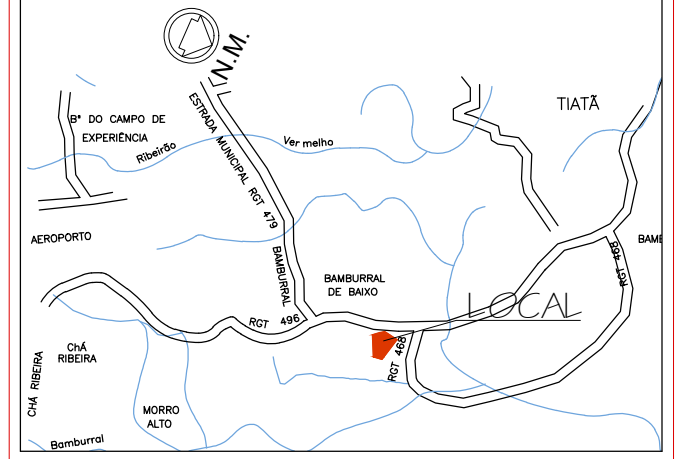 N.M.
TIATÃ
Bº DO CAMPO DE
EXPERIÊNCIA
Ribeirão
Ver melho
ESTRADA MUNICIPAL RGT 479
BAMBURRAL
AEROPORTO
BAMBURRAL
DE BAIXO
RGT 468
LOCAL
RGT 496
RGT 468
ChÁ
RIBEIRA
CHÁ RIBEIRA
MORRO
ALTO
Bamburral